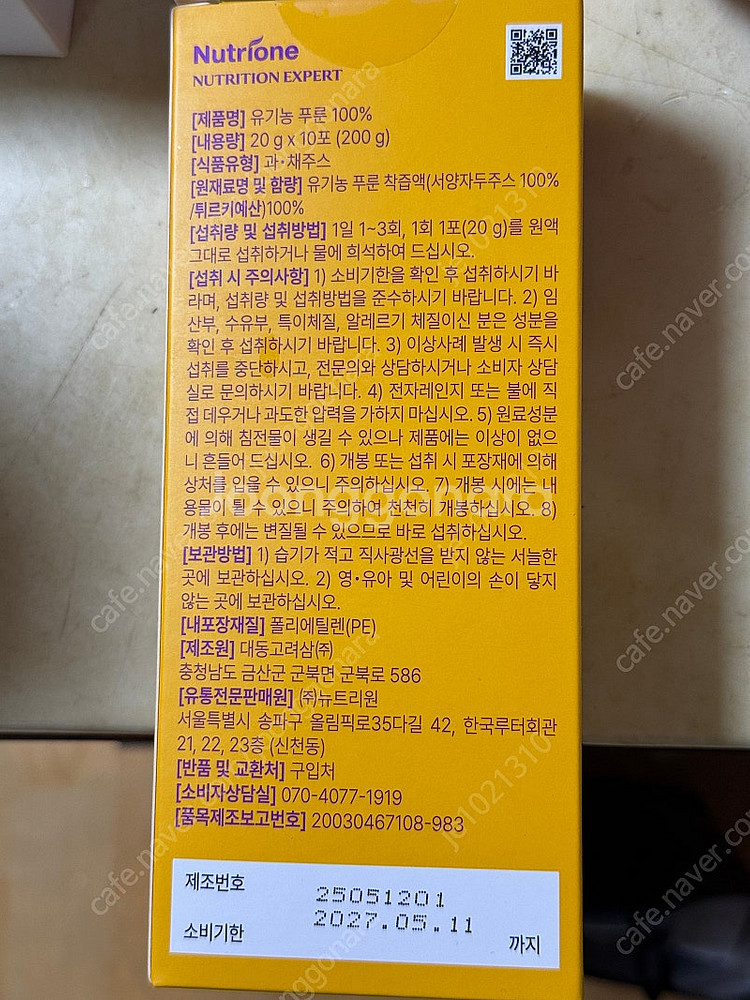 Nutrione
NUTRITION EXPERT
[제품명] 유기농 푸룬 100%
[내용량] 20 g x 10포 (200 g)
[식품유형] 과·채주스
[원재료명 및 함량] 유기농 푸룬 착즙액(서양자두주스 100%
/튀르키예산)100%
[섭취량 및 섭취방법] 1일 1~3회, 1회 1포(20 g)를 원액
그대로 섭취하거나 물에 희석하여 드십시오.
[섭취 시 주의사항] 1) 소비기한을 확인 후 섭취하시기 바
라며, 섭취량 및 섭취방법을 준수하시기 바랍니다. 2) 임
산부, 수유부, 특이체질, 알레르기 체질이신 분은 성분을
확인 후 섭취하시기 바랍니다. 3) 이상사례 발생 시 즉시
섭취를 중단하시고, 전문의와 상담하시거나 소비자 상담
실로 문의하시기 바랍니다. 4) 전자레인지 또는 불에 직
접 데우거나 과도한 압력을 가하지 마십시오. 5) 원료성분
에 의해 침전물이 생길 수 있으나 제품에는 이상이 없으
니 흔들어 드십시오. 6) 개봉 또는 섭취 시 포장재에 의해
상처를 입을 수 있으니 주의하십시오. 7) 개봉 시에는 내
용물이 튈 수 있으니 주의하여 천천히 개봉하십시오. 8)
개봉 후에는 변질될 수 있으므로 바로 섭취하십시오.
[보관방법] 1) 습기가 적고 직사광선을 받지 않는 서늘한
곳에 보관하십시오. 2) 영·유아 및 어린이의 손이 닿지
않는 곳에 보관하십시오.
[내포장재질] 폴리에틸렌(PE)
[제조원] 대동고려삼㈜
충청남도 금산군 군북면 군북로 586
[유통전문판매원] ㈜뉴트리원
서울특별시 송파구 올림픽로35다길 42, 한국루터회관
21, 22, 23층 (신천동)
[반품 및 교환처] 구입처
[소비자상담실] 070-4077-1919
[품목제조보고번호] 20030467108-983
제조번호 25051201
소비기한 2027.05.11 까지